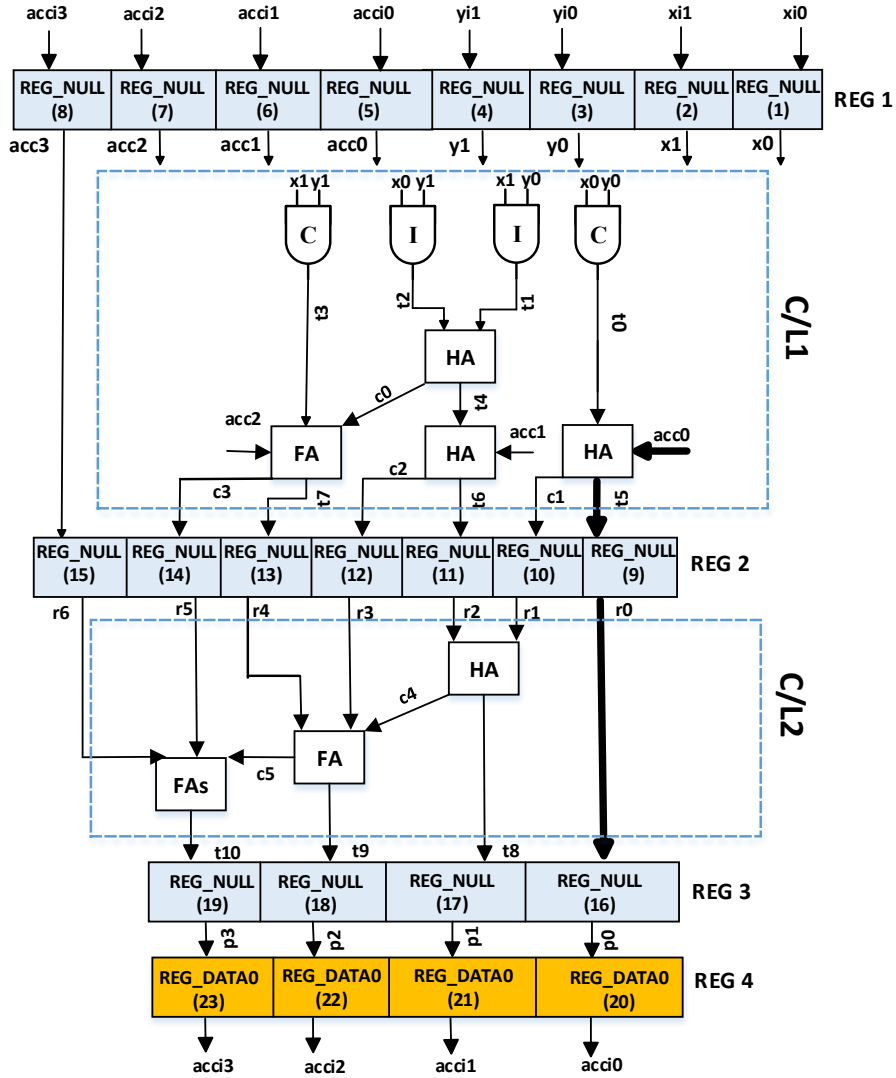 acci3 acci2 acci1 acci0 yi1 yi0 xi1 xi0
REG_NULL (8) REG_NULL (7) REG_NULL (6) REG_NULL (5) REG_NULL (4) REG_NULL (3) REG_NULL (2) REG_NULL (1) REG 1
acc3 acc2 acc1 acc0 y1 y0 x1 x0
x1 y1 x0 y1 x1 y0 x0 y0
C I I C
t3 t2 t1 t0
C/L1
HA
c0 t4
acc2 acc1 acc0
FA HA HA
c3 t7 c2 t6 c1 t5
REG_NULL (15) REG_NULL (14) REG_NULL (13) REG_NULL (12) REG_NULL (11) REG_NULL (10) REG_NULL (9) REG 2
r6 r5 r4 r3 r2 r1 r0
HA
c4
C/L2
FA
c5
FAs
t10 t9 t8
REG_NULL (19) REG_NULL (18) REG_NULL (17) REG_NULL (16) REG 3
p3 p2 p1 p0
REG_DATA0 (23) REG_DATA0 (22) REG_DATA0 (21) REG_DATA0 (20) REG 4
acci3 acci2 acci1 acci0